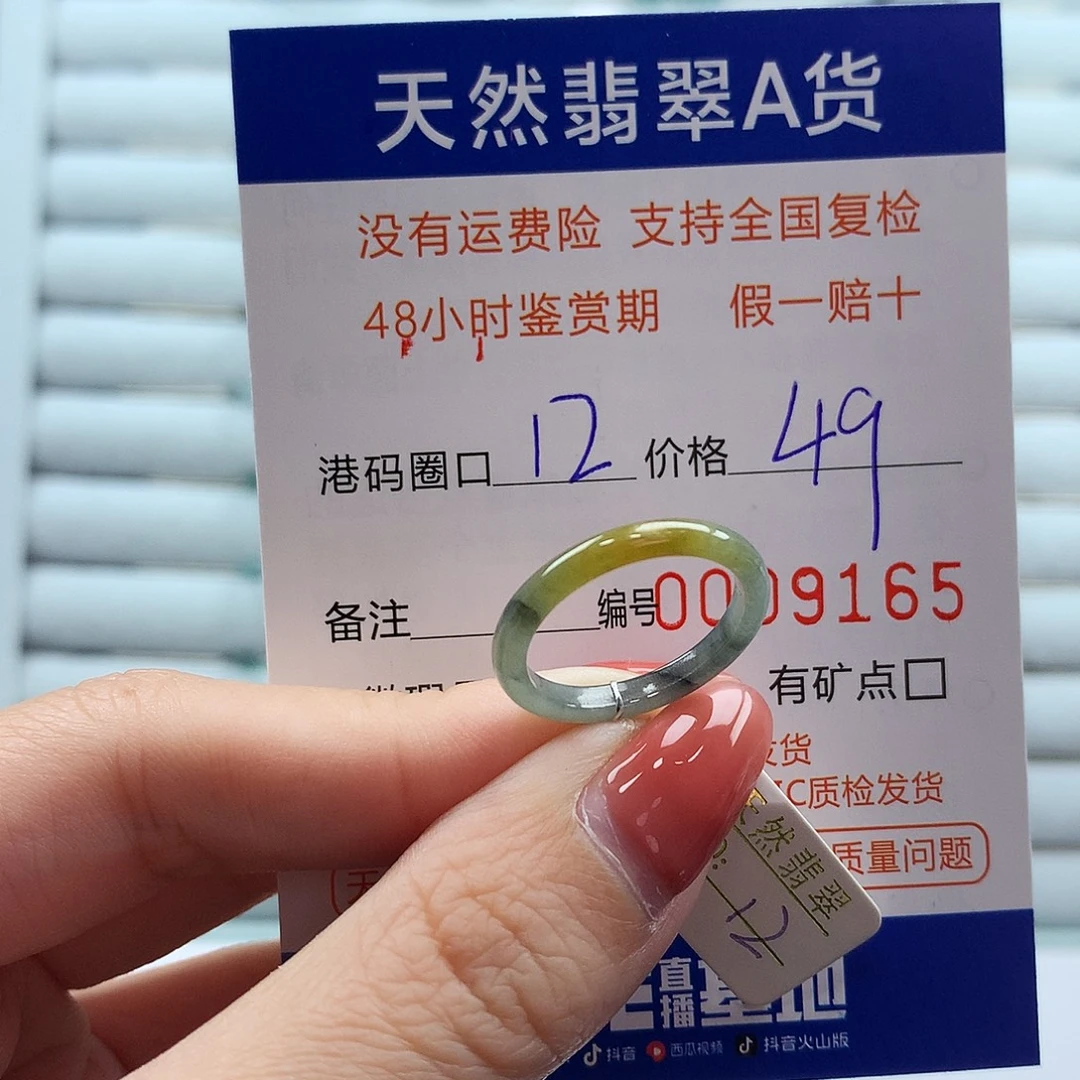 天然翡翠A货
没有运费险 支持全国复检
48小时鉴赏期 假一赔十
港码圈口 12 价格 49
备注 编号 0009165
有矿点□
发货
IC质检发货
质量问题
天然翡翠
12
直播基地
抖音 西瓜视频 抖音火山版